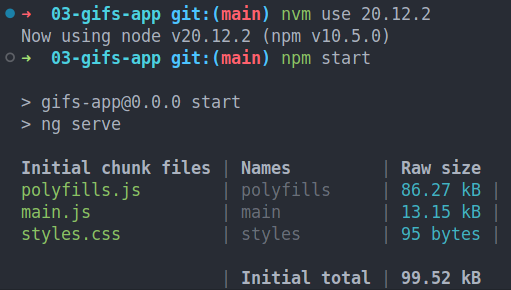 ➜ 03-gifs-app git:(main) nvm use 20.12.2
Now using node v20.12.2 (npm v10.5.0)
➜ 03-gifs-app git:(main) npm start
> gifs-app@0.0.0 start
> ng serve
Initial chunk files | Names | Raw size
polyfills.js | polyfills | 86.27 kB |
main.js | main | 13.15 kB |
styles.css | styles | 95 bytes |
| Initial total | 99.52 kB